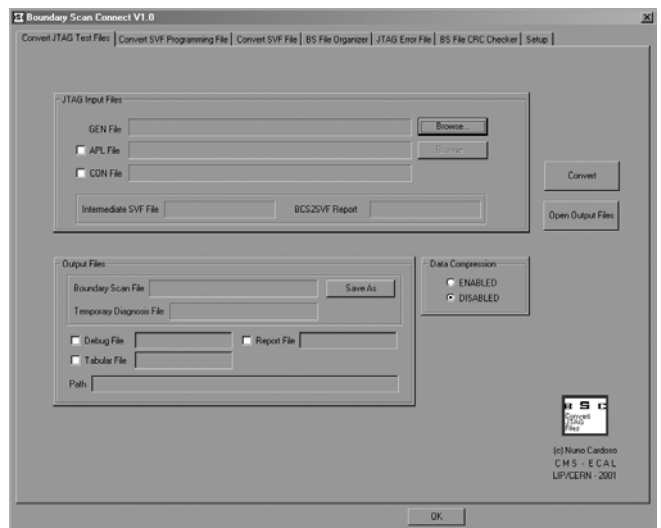 Boundary Scan Connect V1.0
Convert JTAG Test Files Convert SVF Programming File Convert SVF File BS File Organizer JTAG Error File BS File CRC Checker Setup
JTAG Input Files
GEN File Browse...
APL File Browse...
CON File
Convert
Intermediate SVF File BCS2SVF Report
Open Output Files
Output Files
Data Compression
Boundary Scan File Save As
ENABLED
DISABLED
Temporary Diagnosis File
Debug File Report File
Tabular File
Path
B S C
Convert
JTAG
Files
(c) Nuno Cardoso
CMS - ECAL
LIP/CERN - 2001
OK